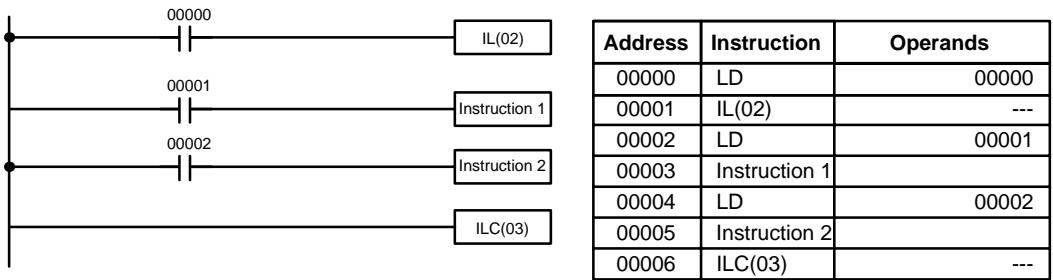 00000
IL(02)
00001
Instruction 1
00002
Instruction 2
ILC(03)
Address Instruction Operands
00000 LD 00000
00001 IL(02) ---
00002 LD 00001
00003 Instruction 1
00004 LD 00002
00005 Instruction 2
00006 ILC(03) ---